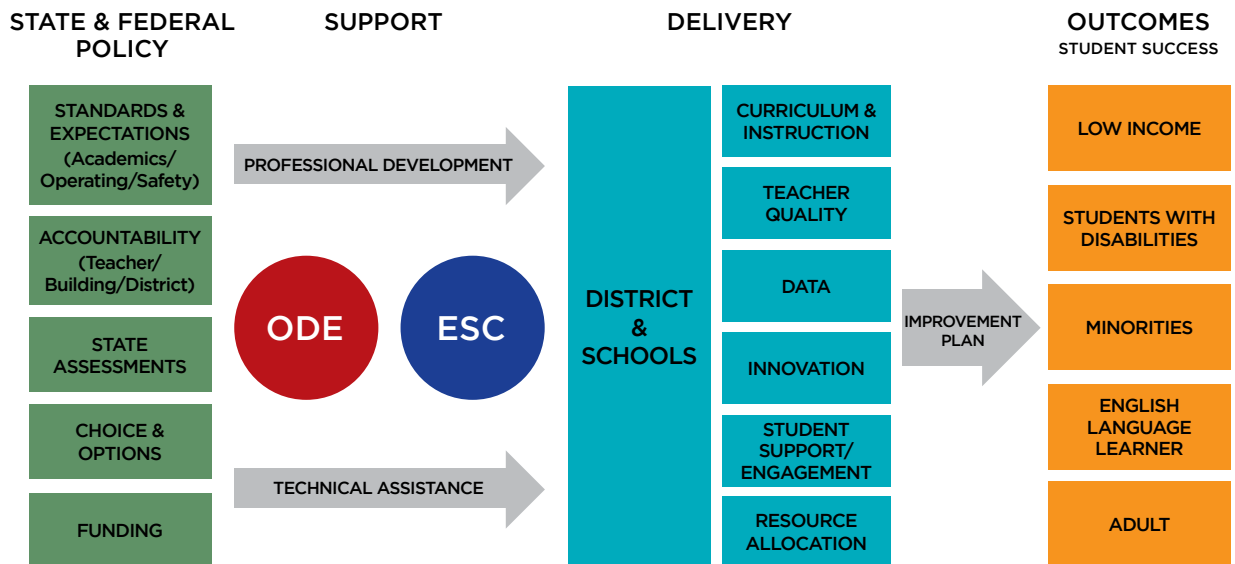 STATE & FEDERAL
POLICY
SUPPORT
DELIVERY
OUTCOMES
STUDENT SUCCESS
STANDARDS &
EXPECTATIONS
(Academics/
Operating/Safety)
ACCOUNTABILITY
(Teacher/
Building/District)
STATE
ASSESSMENTS
CHOICE &
OPTIONS
FUNDING
PROFESSIONAL DEVELOPMENT
ODE
ESC
TECHNICAL ASSISTANCE
DISTRICT
&
SCHOOLS
CURRICULUM &
INSTRUCTION
TEACHER
QUALITY
DATA
INNOVATION
STUDENT
SUPPORT/
ENGAGEMENT
RESOURCE
ALLOCATION
IMPROVEMENT
PLAN
LOW INCOME
STUDENTS WITH
DISABILITIES
MINORITIES
ENGLISH
LANGUAGE
LEARNER
ADULT